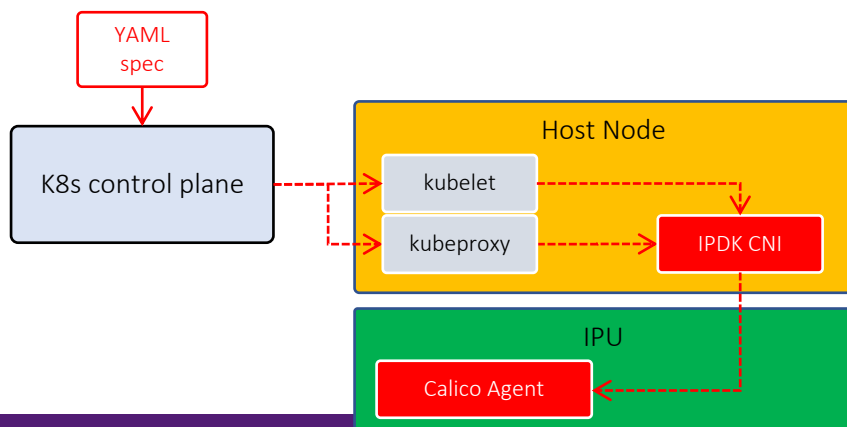 YAML
spec
K8s control plane
Host Node
kubelet
kubeproxy
IPDK CNI
IPU
Calico Agent